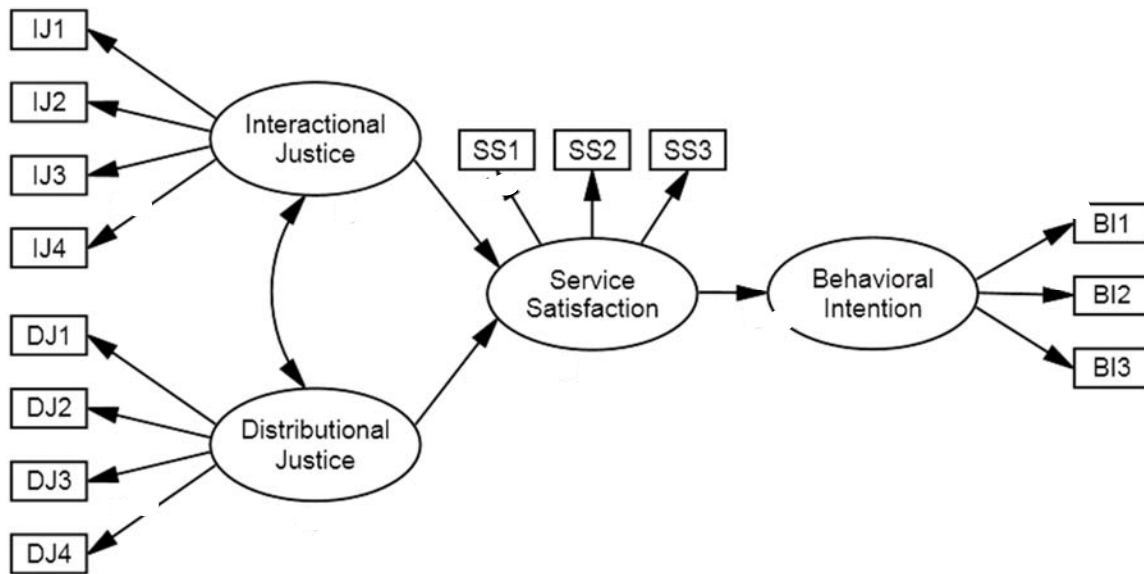 IJ1
IJ2
IJ3
IJ4
Interactional
Justice
SS1
SS2
SS3
Service
Satisfaction
Behavioral
Intention
BI1
BI2
BI3
DJ1
DJ2
DJ3
DJ4
Distributional
Justice